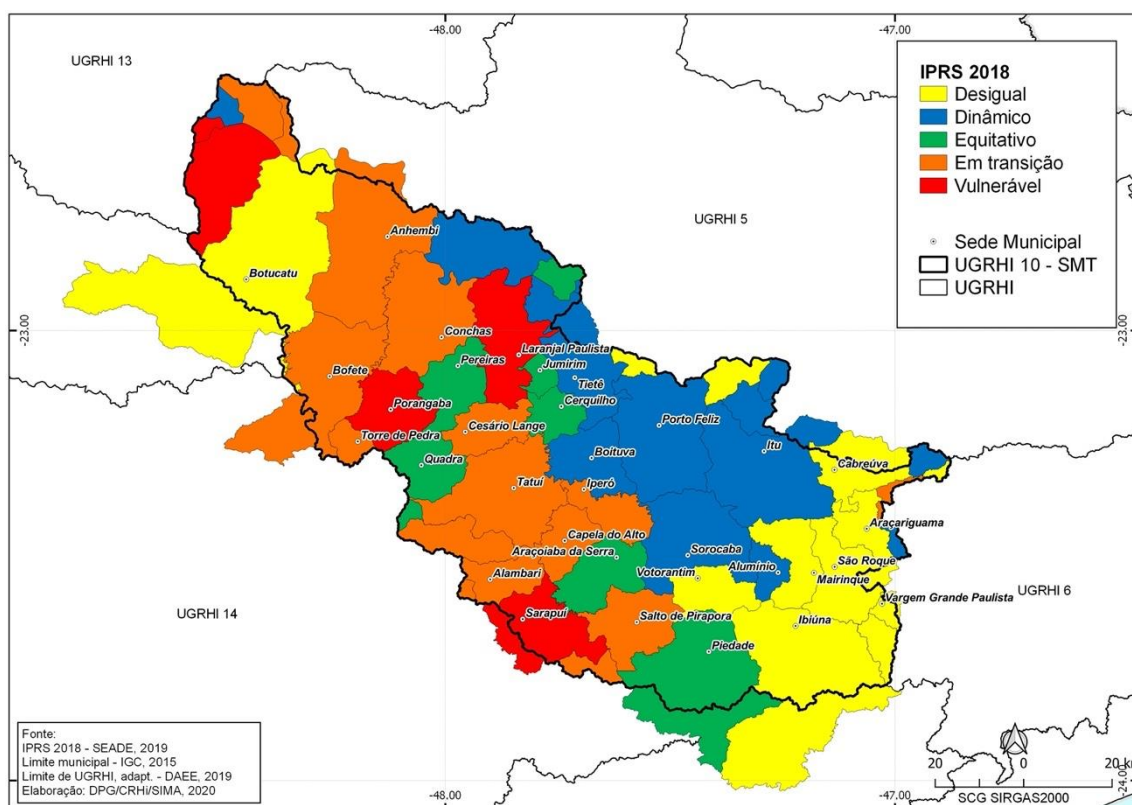 -48.00
-47.00
UGRHI 13
IPRS 2018
Desigual
Dinâmico
Equitativo
Em transição
Vulnerável
Sede Municipal
UGRHI 10 - SMT
UGRHI
UGRHI 5
Anhembi
Botucatu
-23.00
-23.00
Conchas
Laranjal Paulista
Pereiras
Jumirim
Bofete
Tietê
Porangaba
Cerquilho
Torre de Pedra
Cesário Lange
Porto Feliz
Quadra
Boituva
Itu
Cabreúva
Tatuí
Iperó
Araçariguama
Capela do Alto
Araçoiaba da Serra
Sorocaba
São Roque
Alambari
Votorantim
Alumínio
Mairinque
UGRHI 6
Vargem Grande Paulista
UGRHI 14
Sarapuí
Salto de Pirapora
Ibiúna
Piedade
Fonte:
IPRS 2018 - SEADE, 2019
Limite municipal - IGC, 2015
Limite de UGRHI, adapt. - DAEE, 2019
Elaboração: DPG/CRHi/SIMA, 2020
20 0 20 km
SCG SIRGAS2000
-48.00
-47.00
-24.00